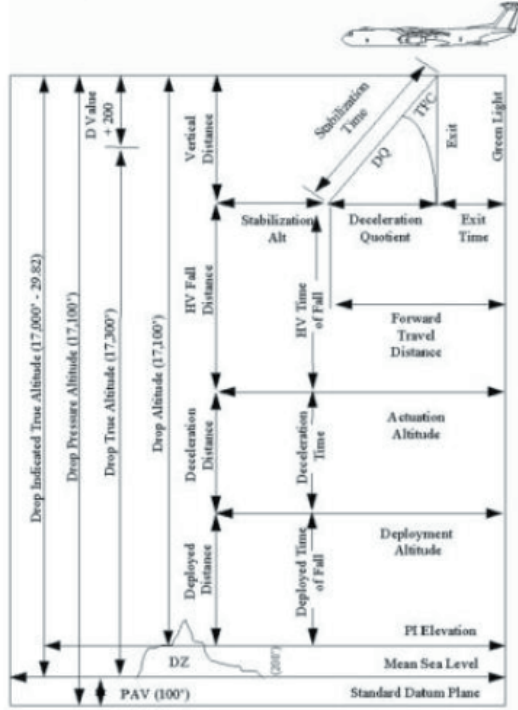 D Value
+ 200
Vertical
Distance
Stabilization
Time
TFC
DQ
Exit
Green Light
Stabilization
Alt
Deceleration
Quotient
Exit
Time
Drop Indicated True Altitude (17,000" - 29.82)
Drop Pressure Altitude (17,100")
Drop True Altitude (17,300")
Drop Altitude (17,100")
HV Fall
Distance
HV Time
of Fall
Forward
Travel
Distance
Deceleration
Distance
Deceleration
Time
Actuation
Altitude
Deployed
Distance
Deployed Time
of Fall
Deployment
Altitude
PI Elevation
DZ
(200")
Mean Sea Level
PAV (100")
Standard Datum Plane